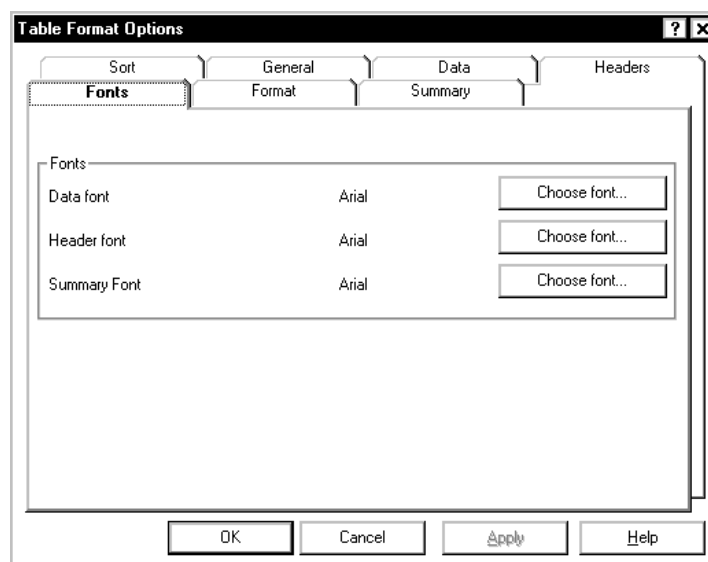 Table Format Options
Sort General Data Headers
Fonts Format Summary
Fonts
Data font Arial Choose font...
Header font Arial Choose font...
Summary Font Arial Choose font...
OK Cancel Apply Help